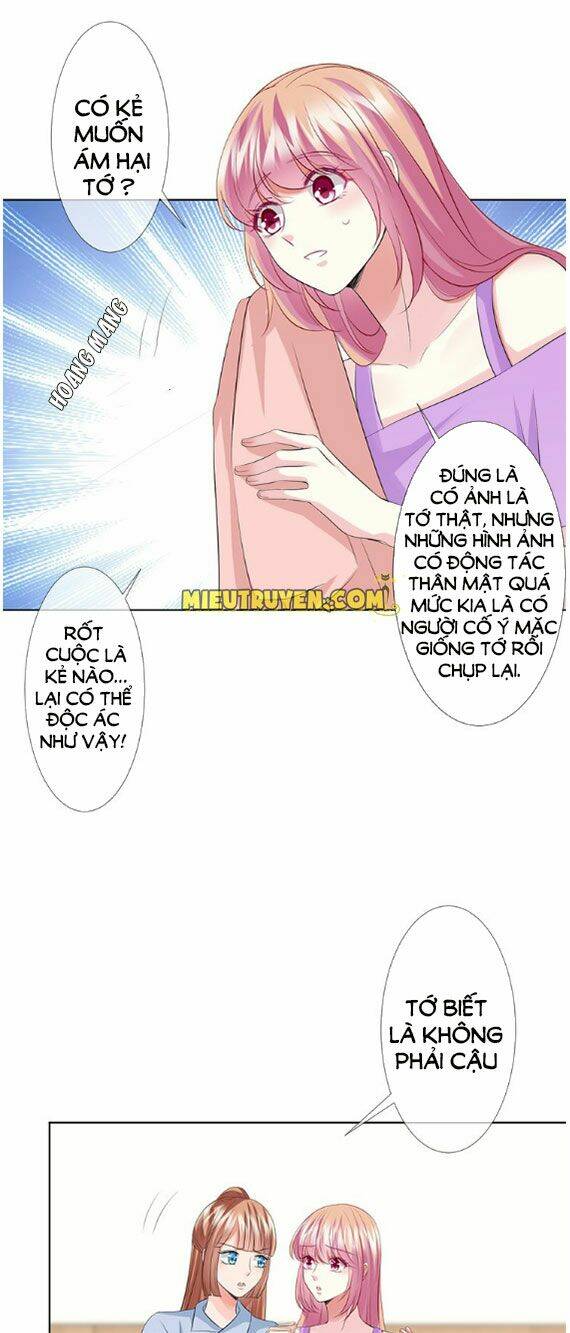 CÓ KẺ
MUỐN
ÁM HẠI
TỚ ?
HOANG MANG
ĐÚNG LÀ
CÓ ẢNH LÀ
TỚ THẬT, NHƯNG
NHỮNG HÌNH ẢNH
CÓ ĐỘNG TÁC
THÂN MẬT QUÁ
MỨC KIA LÀ CÓ
NGƯỜI CỐ Ý MẶC
GIỐNG TỚ RỒI
CHỤP LẠI.
MIEUTRUYEN.COM
RỐT
CUỘC LÀ
KẺ NÀO...
LẠI CÓ THỂ
ĐỘC ÁC
NHƯ VẬY!
TỚ BIẾT
LÀ KHÔNG
PHẢI CẬU